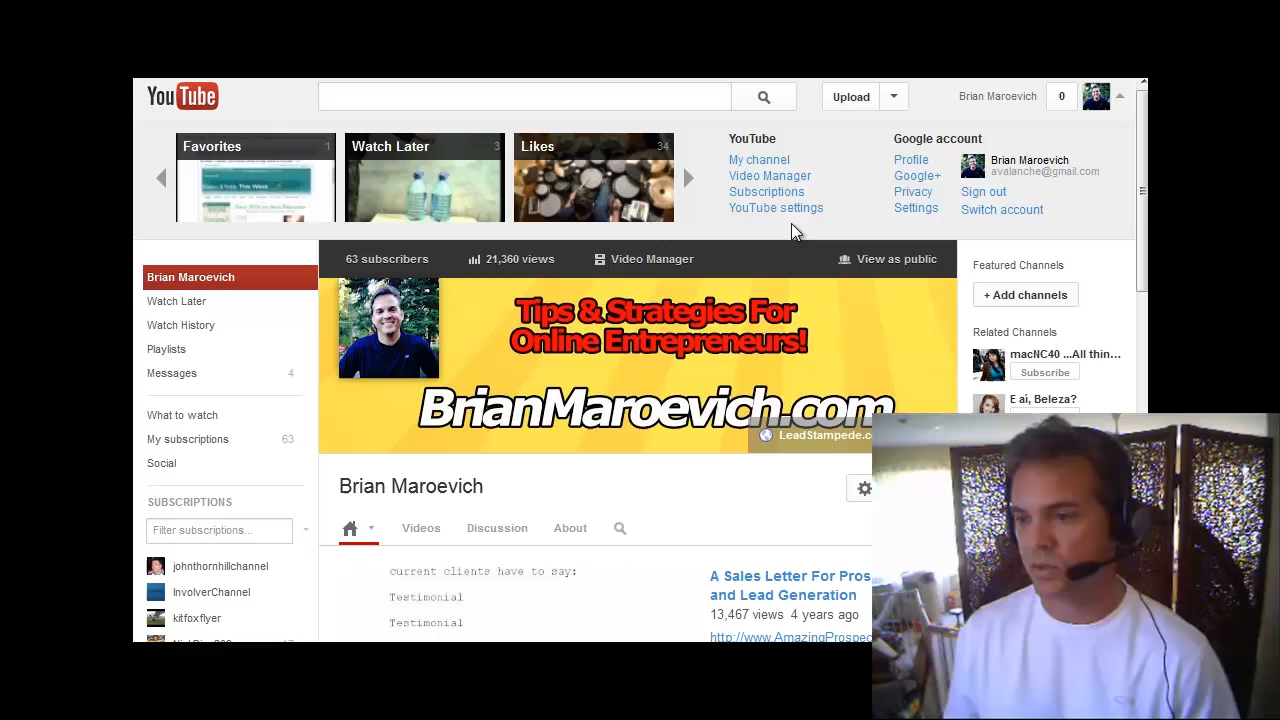 YouTube
Upload
Brian Maroevich
0
Favorites 1
Watch Later 3
Likes 34
YouTube
My channel
Video Manager
Subscriptions
YouTube settings
Google account
Profile
Google+
Privacy
Settings
Brian Maroevich
avalanche@gmail.com
Sign out
Switch account
Brian Maroevich
Watch Later
Watch History
Playlists
Messages 4
What to watch
My subscriptions 63
Social
SUBSCRIPTIONS
Filter subscriptions...
johnthornhillchannel
InvolverChannel
kitfoxflyer
63 subscribers
21,360 views
Video Manager
View as public
Tips & Strategies For
Online Entrepreneurs!
BrianMaroevich.com
LeadStampede.c
Brian Maroevich
Videos
Discussion
About
current clients have to say:
Testimonial
Testimonial
A Sales Letter For Pros
and Lead Generation
13,467 views 4 years ago
http://www.AmazingProspec
Featured Channels
+ Add channels
Related Channels
macNC40 ...All thin...
Subscribe
E ai, Beleza?